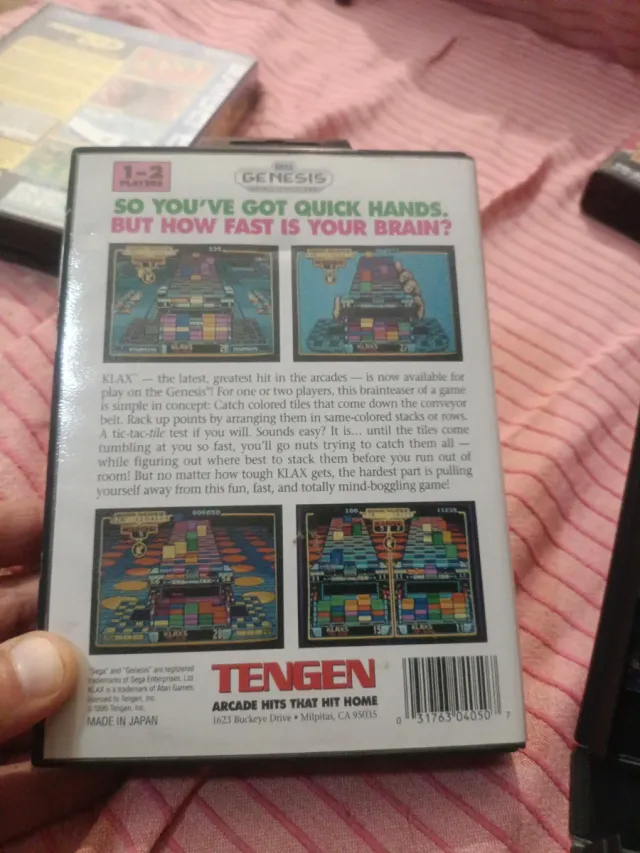 1-2
PLAYERS
SEGA
GENESIS
SO YOU'VE GOT QUICK HANDS.
BUT HOW FAST IS YOUR BRAIN?
KLAX 28
KLAXS 27
KLAX™ — the latest, greatest hit in the arcades — is now available for
play on the Genesis™! For one or two players, this brainteaser of a game
is simple in concept: Catch colored tiles that come down the conveyor
belt. Rack up points by arranging them in same-colored stacks or rows.
A tic-tac-tile test if you will. Sounds easy? It is... until the tiles come
tumbling at you so fast, you'll go nuts trying to catch them all —
while figuring out where best to stack them before you run out of
room! But no matter how tough KLAX gets, the hardest part is pulling
yourself away from this fun, fast, and totally mind-boggling game!
KLAXS 28
KLAXS 15
"Sega" and "Genesis" are registered
trademarks of Sega Enterprises, Ltd.
KLAX is a trademark of Atari Games,
licensed to Tengen, Inc.
©1990 Tengen, Inc.
MADE IN JAPAN
TENGEN
ARCADE HITS THAT HIT HOME
1623 Buckeye Drive • Milpitas, CA 95035
0 31763 04050 7